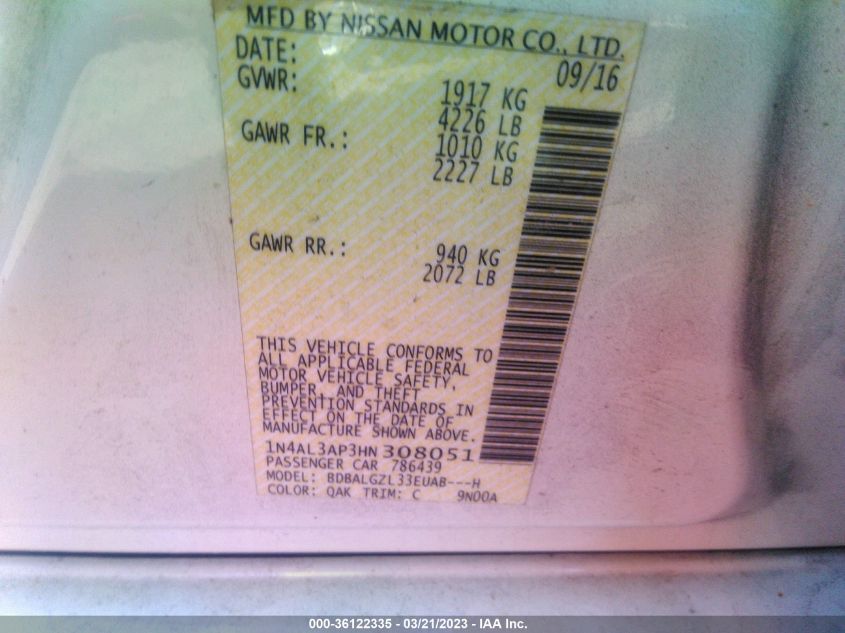 MFD BY NISSAN MOTOR CO., LTD.
DATE: 09/16
GVWR: 1917 KG
4226 LB
GAWR FR.: 1010 KG
2227 LB
GAWR RR.: 940 KG
2072 LB
THIS VEHICLE CONFORMS TO
ALL APPLICABLE FEDERAL
MOTOR VEHICLE SAFETY,
BUMPER, AND THEFT
PREVENTION STANDARDS IN
EFFECT ON THE DATE OF
MANUFACTURE SHOWN ABOVE.
1N4AL3AP3HN308051
PASSENGER CAR 786439
MODEL: BDBALGZL33EUAB---H
COLOR: QAK TRIM: C 9N00A
000-36122335 - 03/21/2023 - IAA Inc.